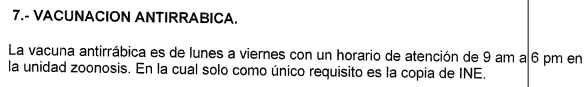 7.- VACUNACION ANTIRRABICA.
La vacuna antirrábica es de lunes a viernes con un horario de atención de 9 am a 6 pm en
la unidad zoonosis. En la cual solo como único requisito es la copia de INE.